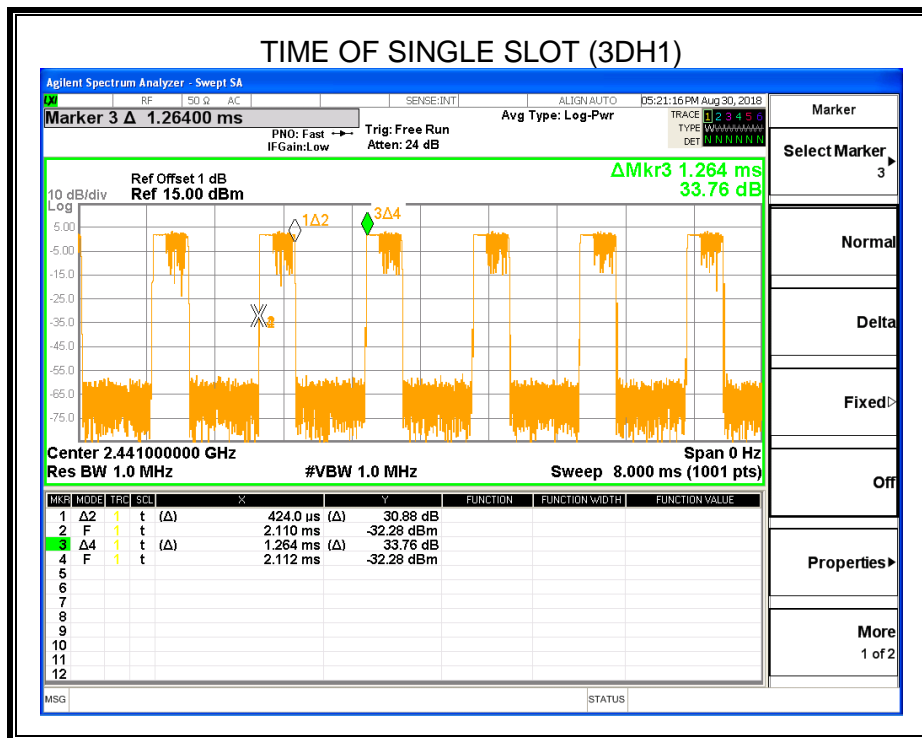 TIME OF SINGLE SLOT (3DH1)
Agilent Spectrum Analyzer - Swept SA
LXI RF 50 Ω AC SENSE:INT ALIGN AUTO 05:21:16 PM Aug 30, 2018
Marker 3 Δ 1.26400 ms
PNO: Fast
IFGain:Low
Trig: Free Run
Atten: 24 dB
Avg Type: Log-Pwr
TRACE 1 2 3 4 5 6
TYPE WWWWWW
DET N N N N N N
Marker
Select Marker
3
Normal
Delta
Fixed
Off
Properties
More
1 of 2
10 dB/div
Log
Ref Offset 1 dB
Ref 15.00 dBm
ΔMkr3 1.264 ms
33.76 dB
1Δ2
3Δ4
5.00
-5.00
-15.0
-25.0
-35.0
-45.0
-55.0
-65.0
-75.0
Center 2.441000000 GHz
Span 0 Hz
Res BW 1.0 MHz
#VBW 1.0 MHz
Sweep 8.000 ms (1001 pts)
MKR MODE TRC SCL X Y FUNCTION FUNCTION WIDTH FUNCTION VALUE
1 Δ2 1 t (Δ) 424.0 µs (Δ) 30.88 dB
2 F 1 t 2.110 ms -32.28 dBm
3 Δ4 1 t (Δ) 1.264 ms (Δ) 33.76 dB
4 F 1 t 2.112 ms -32.28 dBm
5
6
7
8
9
10
11
12
MSG
STATUS